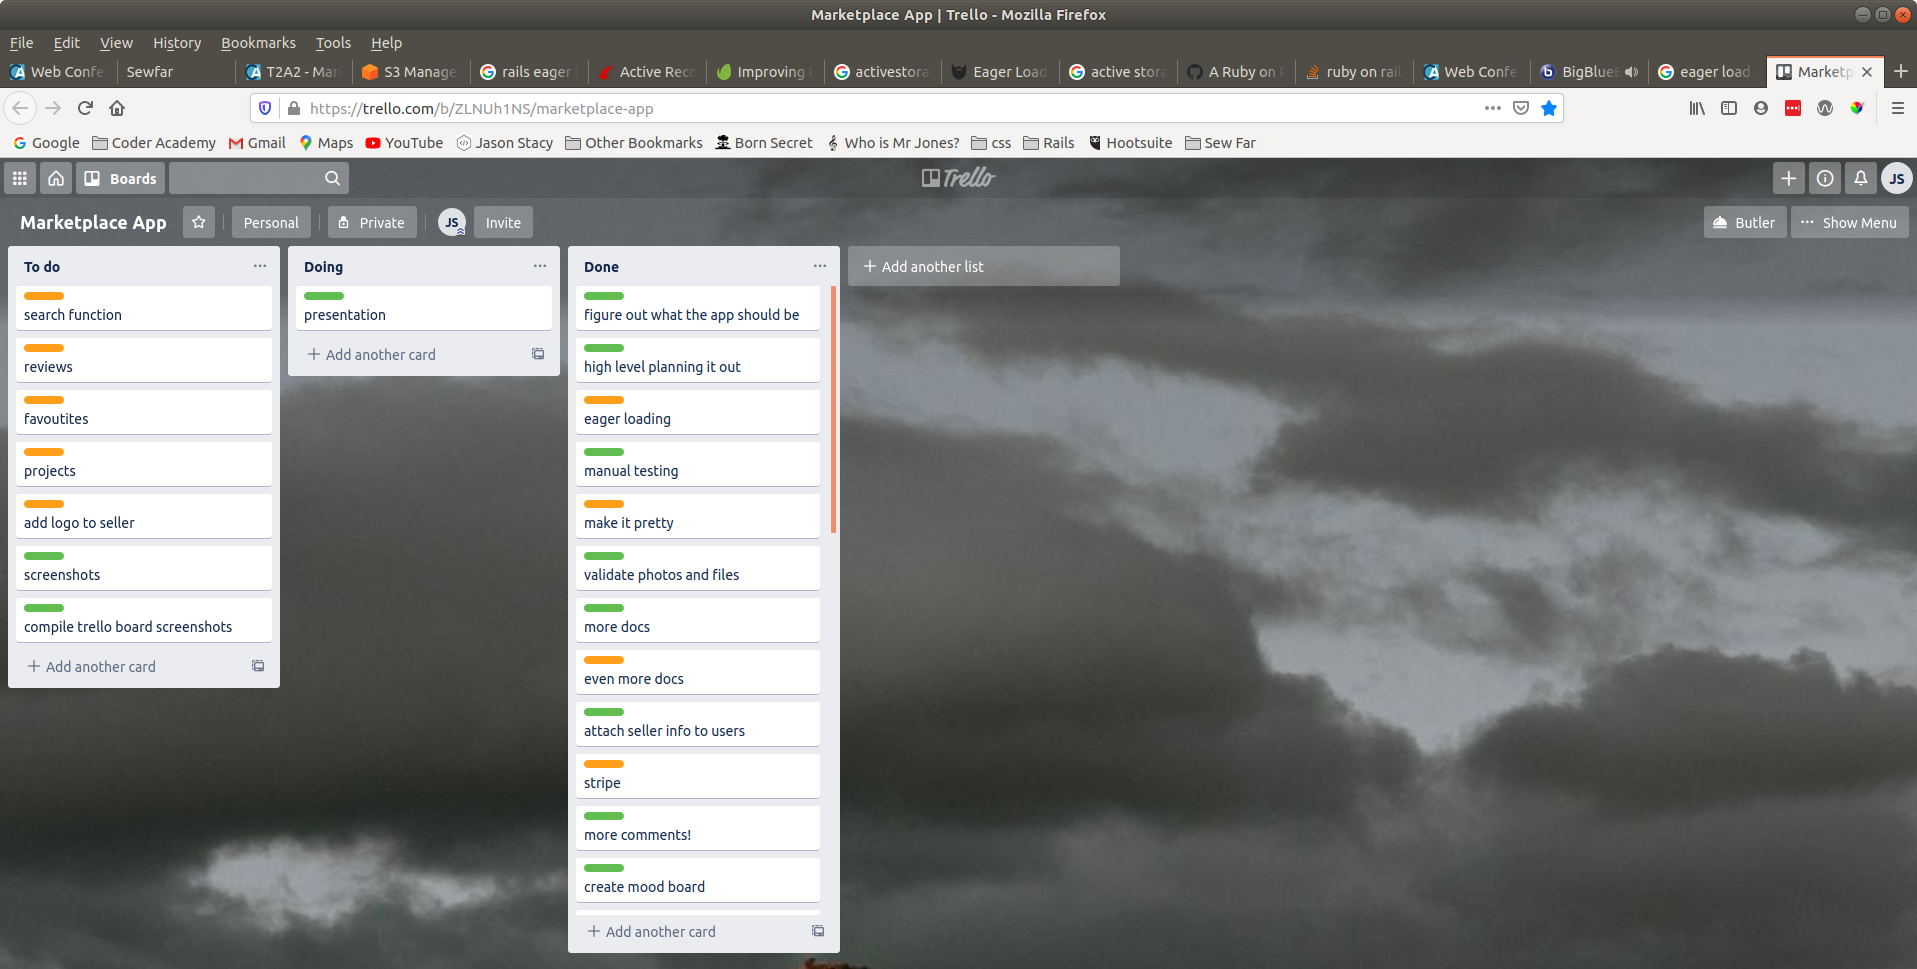 Marketplace App | Trello - Mozilla Firefox
File Edit View History Bookmarks Tools Help
Web Confe Sewfar T2A2 - Mar S3 Manage rails eager Active Reco Improving activestora Eager Load active stora A Ruby on ruby on rail Web Confe BigBlueB eager load Marketp
https://trello.com/b/ZLNUh1NS/marketplace-app
Google Coder Academy Gmail Maps YouTube Jason Stacy Other Bookmarks Born Secret Who is Mr Jones? css Rails Hootsuite Sew Far
Boards Trello JS
Marketplace App Personal Private JS Invite Butler Show Menu
To do
search function
reviews
favoutites
projects
add logo to seller
screenshots
compile trello board screenshots
Add another card
Doing
presentation
Add another card
Done
figure out what the app should be
high level planning it out
eager loading
manual testing
make it pretty
validate photos and files
more docs
even more docs
attach seller info to users
stripe
more comments!
create mood board
Add another card
Add another list